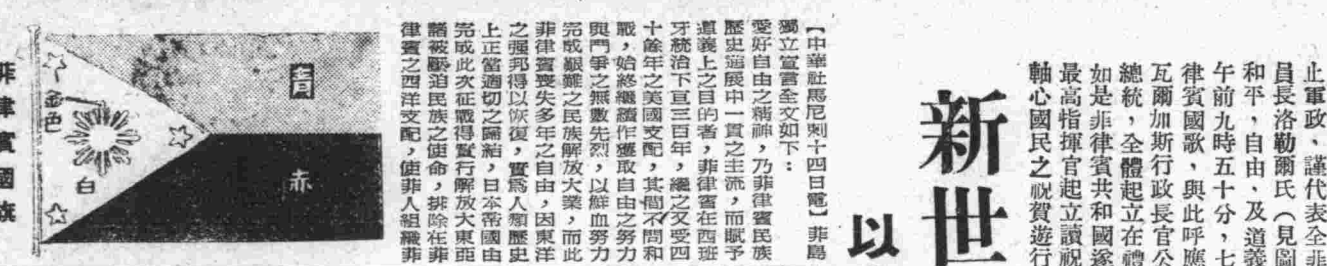 止軍政、謹代表全菲
員長洛勒爾氏（見圖
和平，自由、及道義
午前九時五十分，七
律賓國歌，與此呼應
瓦爾加斯行政長官公
總統，全體起立在禮
如是菲律賓共和國遂
最高指揮官起立讀祝
軸心國民之祝賀遊行
新世
以
【中華社馬尼剌十四日電】菲島
獨立宣言全文如下：
愛好自由之精神，乃菲律賓民族
歷史進展中一貫之主流，而賦予
道義上之目的者，菲律賓在西班
牙統治下亘三百年，繼之又受四
十餘年之美國支配，其間不問和
戰，始終繼續作獲取自由之努力
與鬥爭之無數先烈，以鮮血努力
完成艱難之民族解放大業，而此
菲律賓喪失多年之自由，因東洋
之强邦得以恢復，實爲人類歷史
上正當適切之歸結，日本帝國由
完成此次征戰得實行解放大東亞
諸被壓迫民族之使命，排除在菲
律賓之西洋支配，使菲人組織菲
青
赤
金色
白
菲律賓國旗